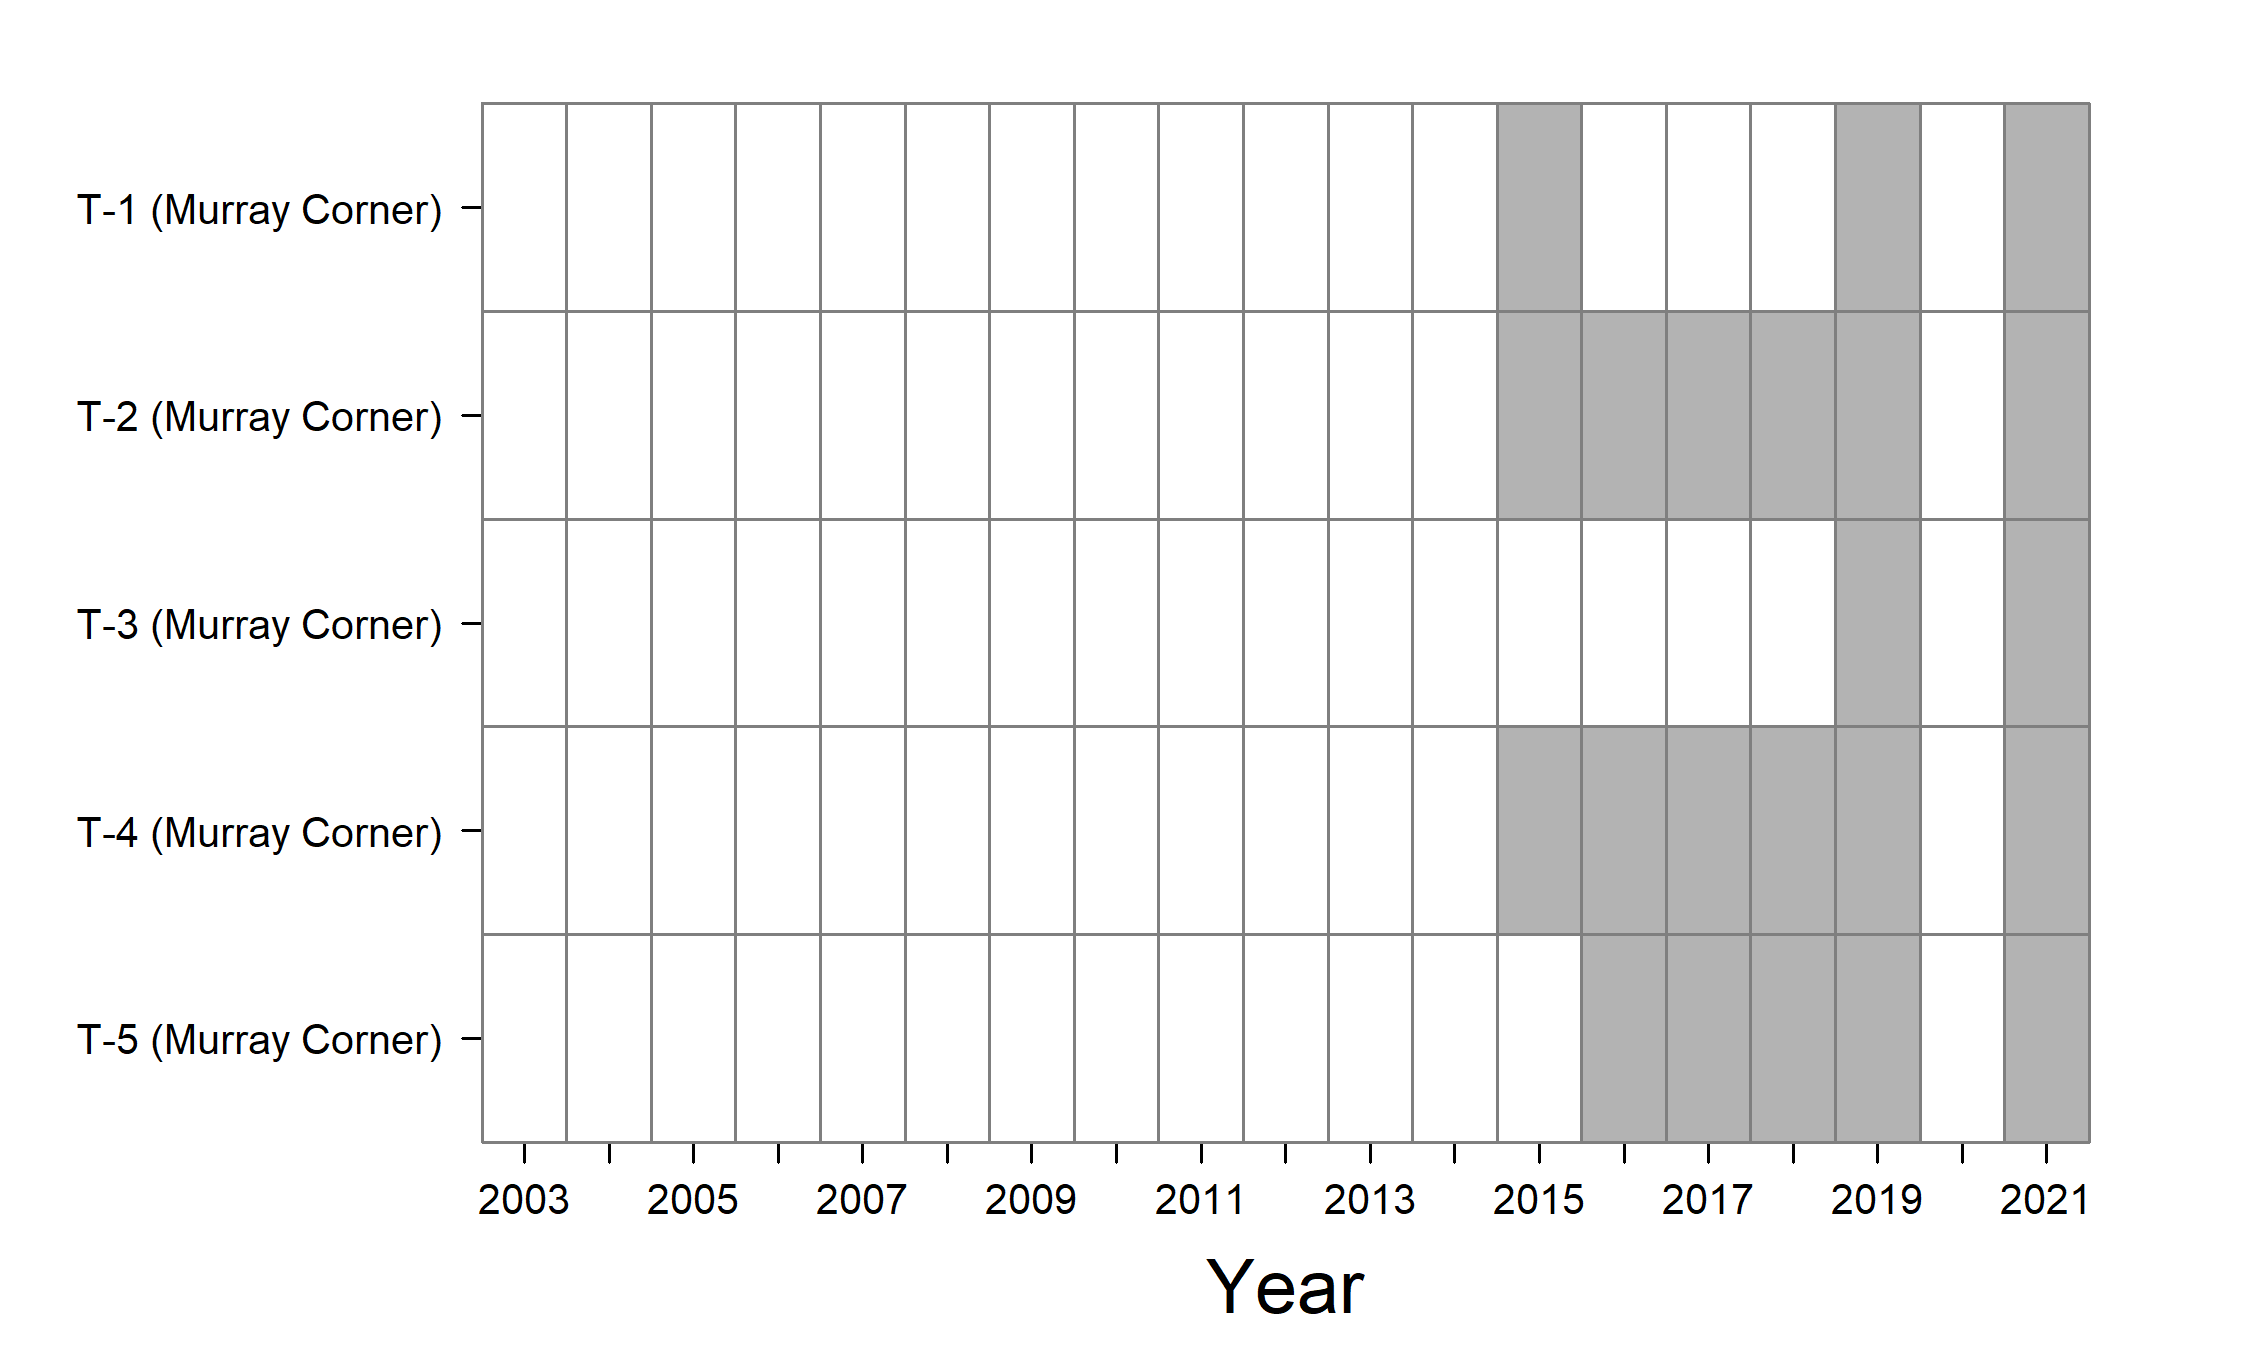 T-1 (Murray Corner)
T-2 (Murray Corner)
T-3 (Murray Corner)
T-4 (Murray Corner)
T-5 (Murray Corner)
2003 2005 2007 2009 2011 2013 2015 2017 2019 2021
Year